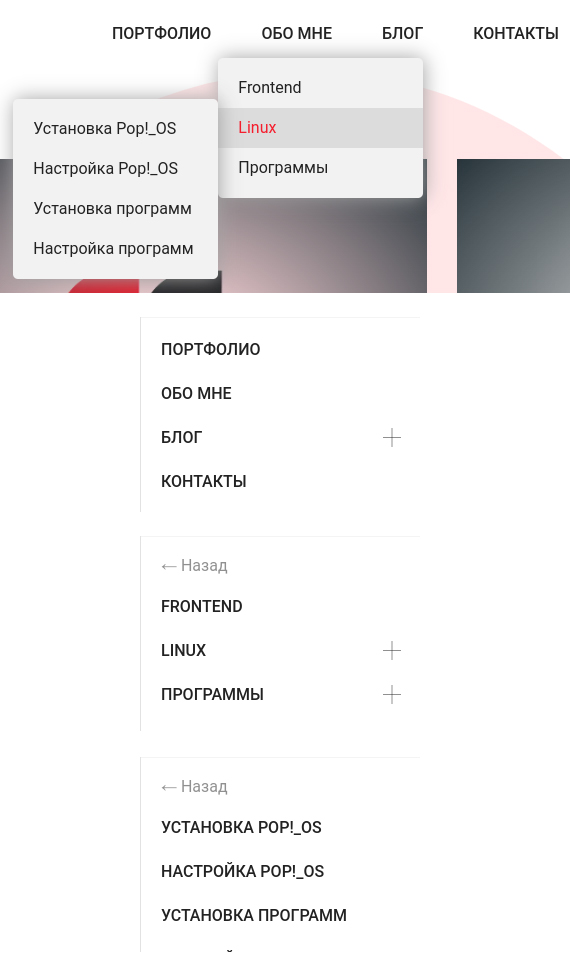 ПОРТФОЛИО ОБО МНЕ БЛОГ КОНТАКТЫ
Frontend
Linux
Программы
Установка Pop!_OS
Настройка Pop!_OS
Установка программ
Настройка программ
ПОРТФОЛИО
ОБО МНЕ
БЛОГ
КОНТАКТЫ
← Назад
FRONTEND
LINUX
ПРОГРАММЫ
← Назад
УСТАНОВКА POP!_OS
НАСТРОЙКА POP!_OS
УСТАНОВКА ПРОГРАММ